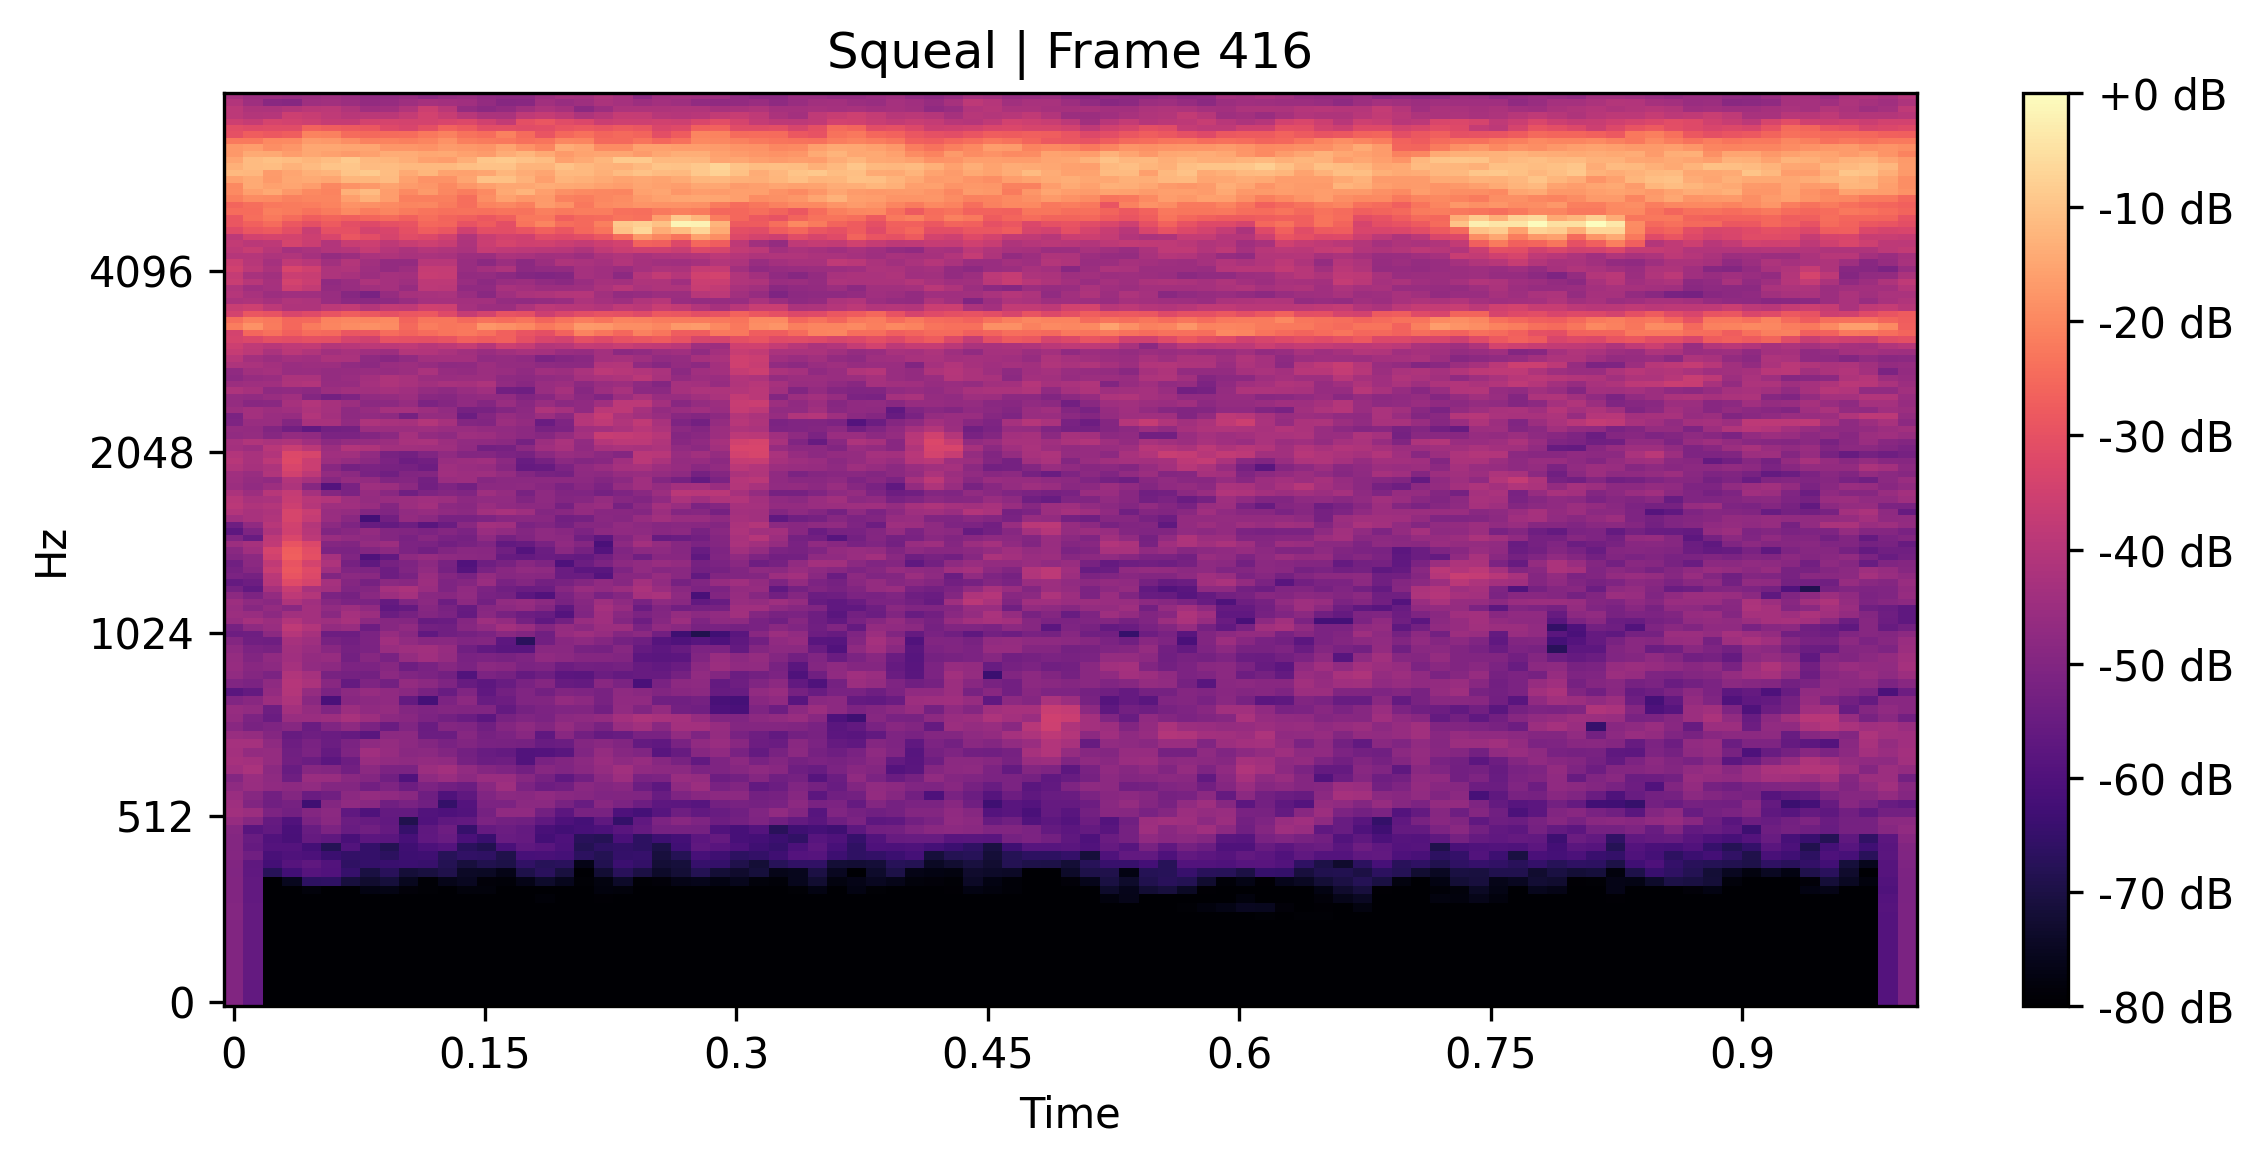 Squeal | Frame 416
+0 dB
-10 dB
-20 dB
-30 dB
-40 dB
-50 dB
-60 dB
-70 dB
-80 dB
Hz
4096
2048
1024
512
0
0 0.15 0.3 0.45 0.6 0.75 0.9
Time